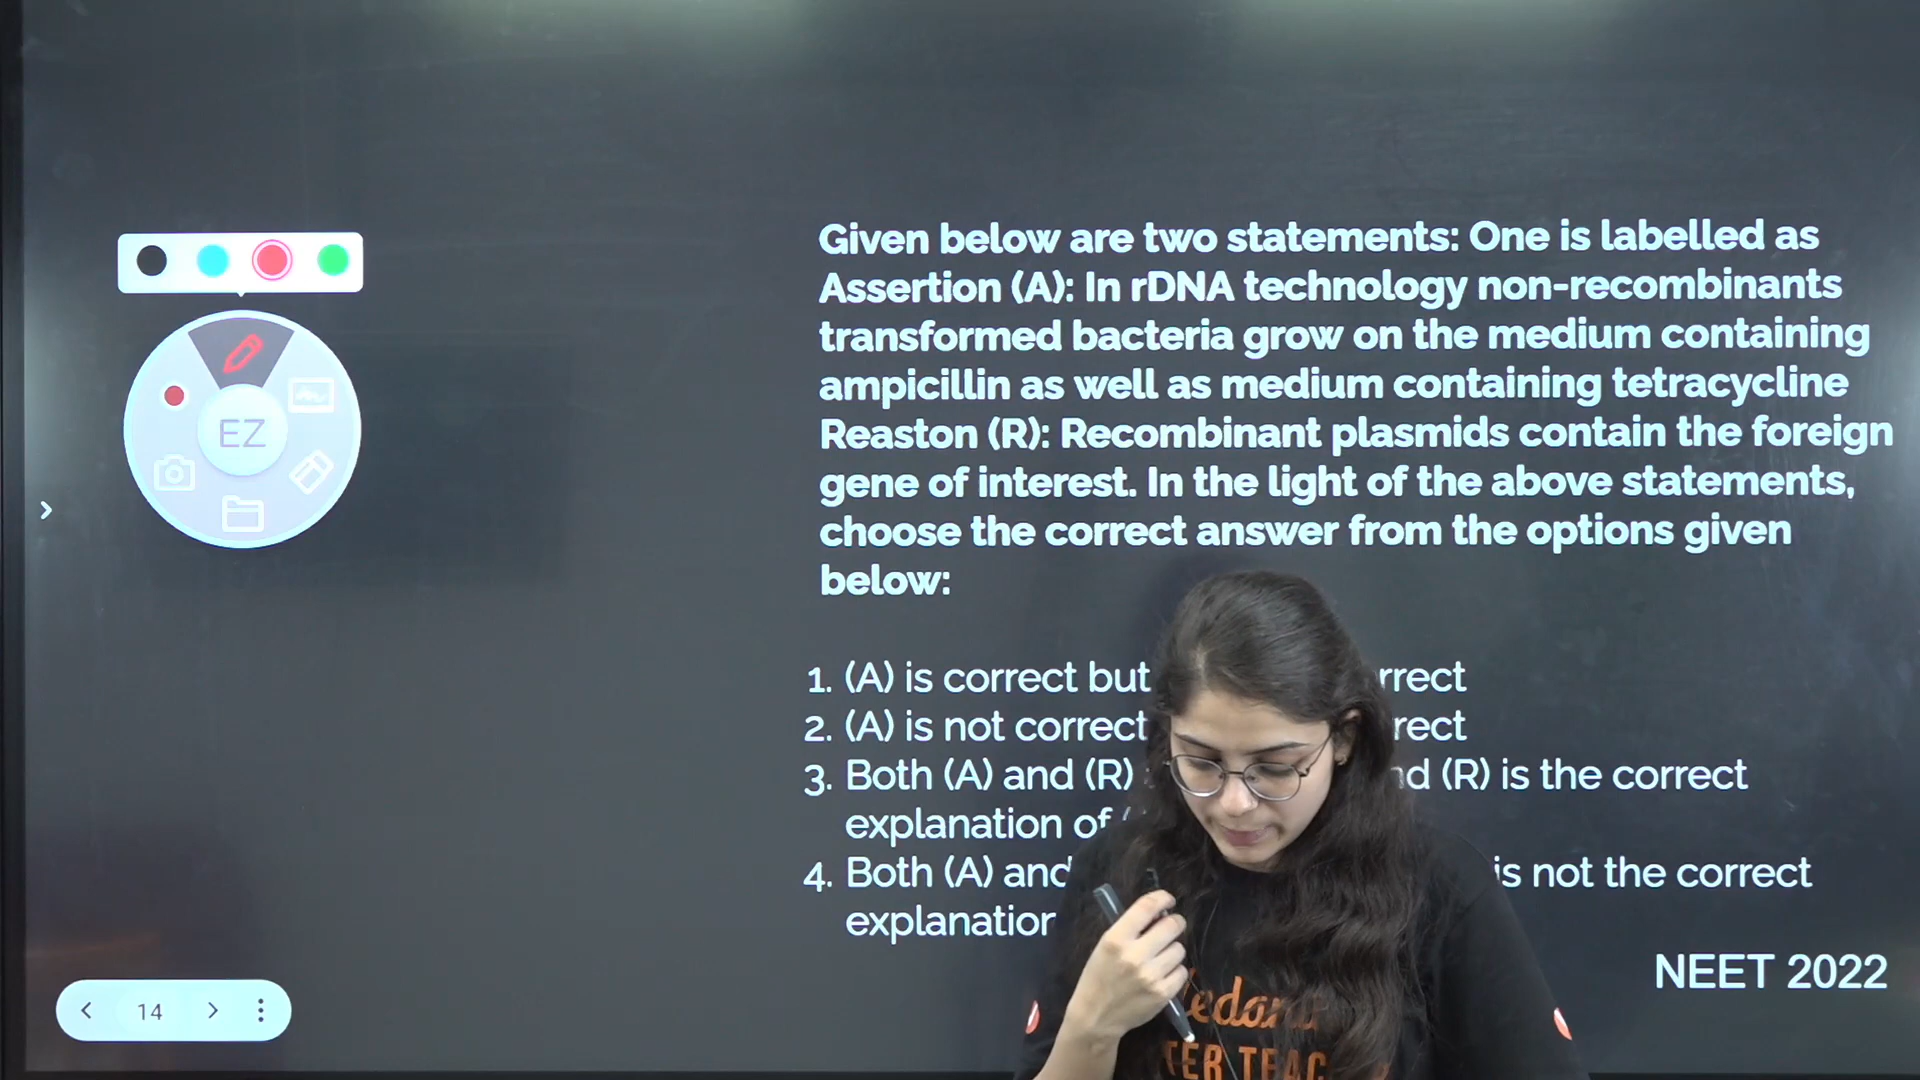 Given below are two statements: One is labelled as
Assertion (A): In rDNA technology non-recombinants
transformed bacteria grow on the medium containing
ampicillin as well as medium containing tetracycline
Reaston (R): Recombinant plasmids contain the foreign
gene of interest. In the light of the above statements,
choose the correct answer from the options given
below:
EZ
1. (A) is correct but rrect
2. (A) is not correct rect
3. Both (A) and (R) nd (R) is the correct
explanation of
4. Both (A) and is not the correct
explanation
NEET 2022
14
TER TEAC